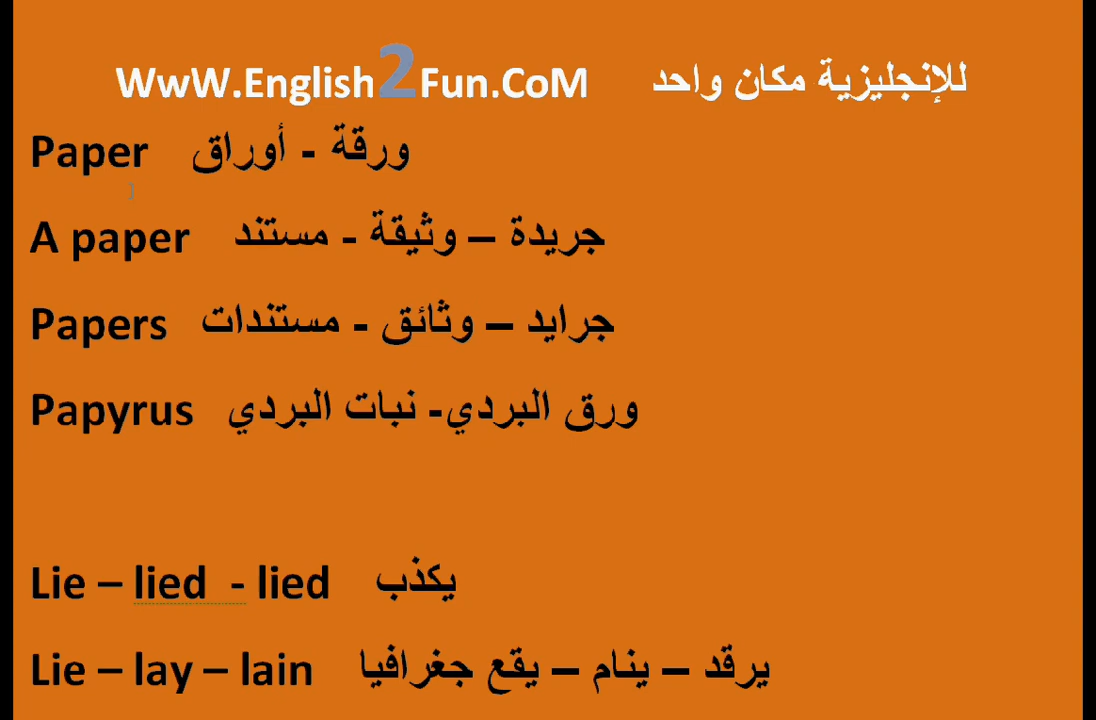 WwW.English2Fun.CoM للإنجليزية مكان واحد
Paper ورقة - أوراق
A paper جريدة – وثيقة - مستند
Papers جرايد – وثائق - مستندات
Papyrus ورق البردي- نبات البردي
Lie – lied - lied يكذب
Lie – lay – lain يرقد – ينام – يقع جغرافيا